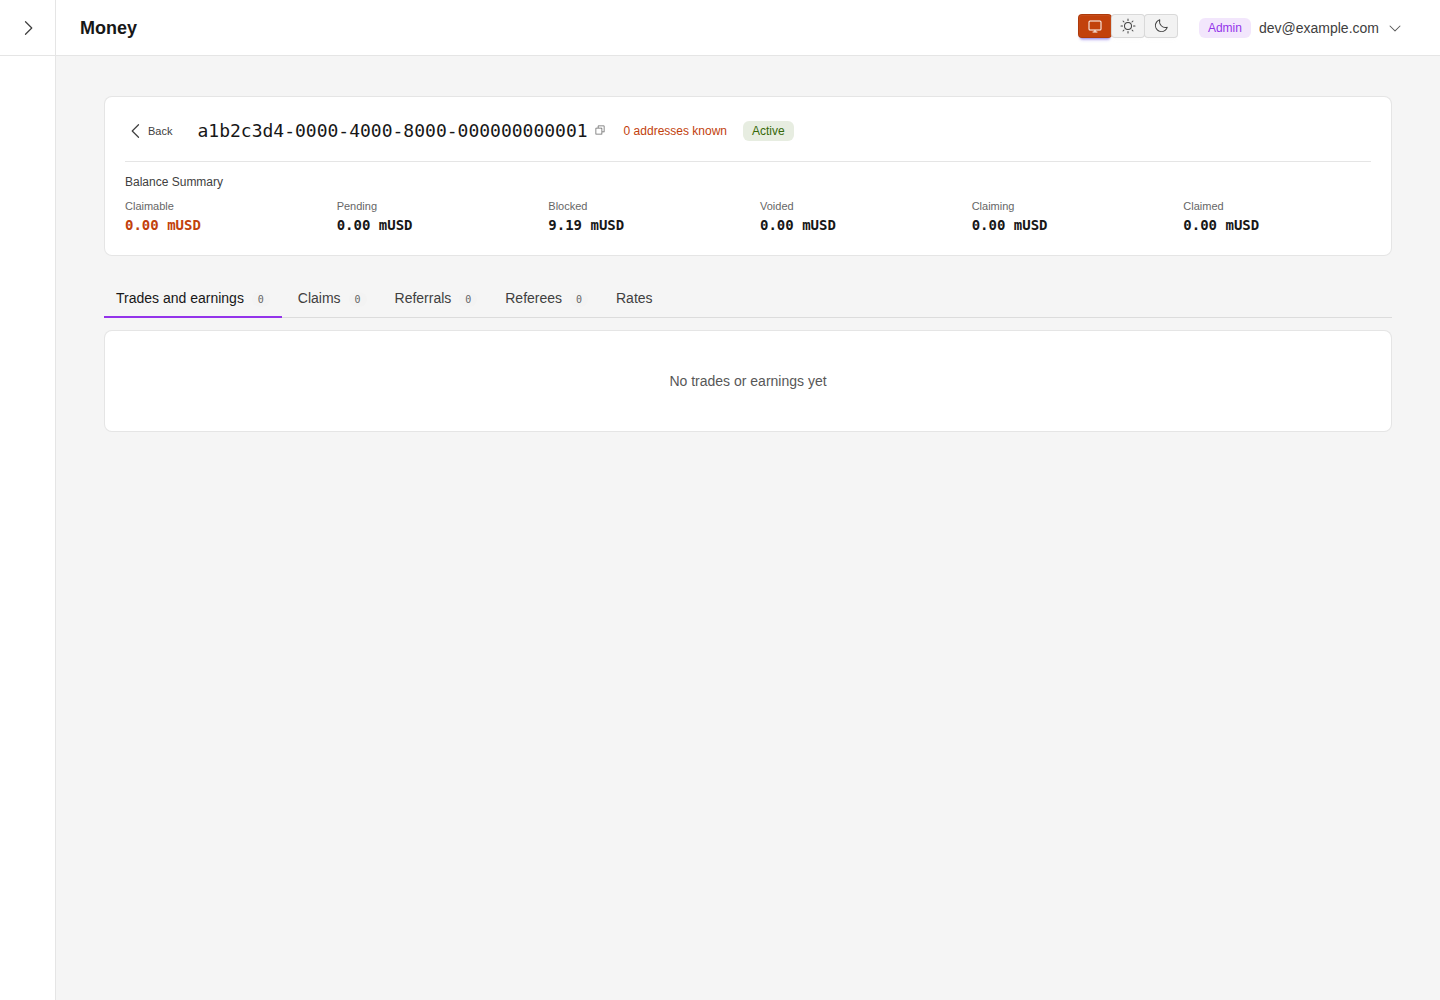 Money
Admin dev@example.com
Back a1b2c3d4-0000-4000-8000-000000000001 0 addresses known Active
Balance Summary
Claimable Pending Blocked Voided Claiming Claimed
0.00 mUSD 0.00 mUSD 9.19 mUSD 0.00 mUSD 0.00 mUSD 0.00 mUSD
Trades and earnings 0 Claims 0 Referrals 0 Referees 0 Rates
No trades or earnings yet